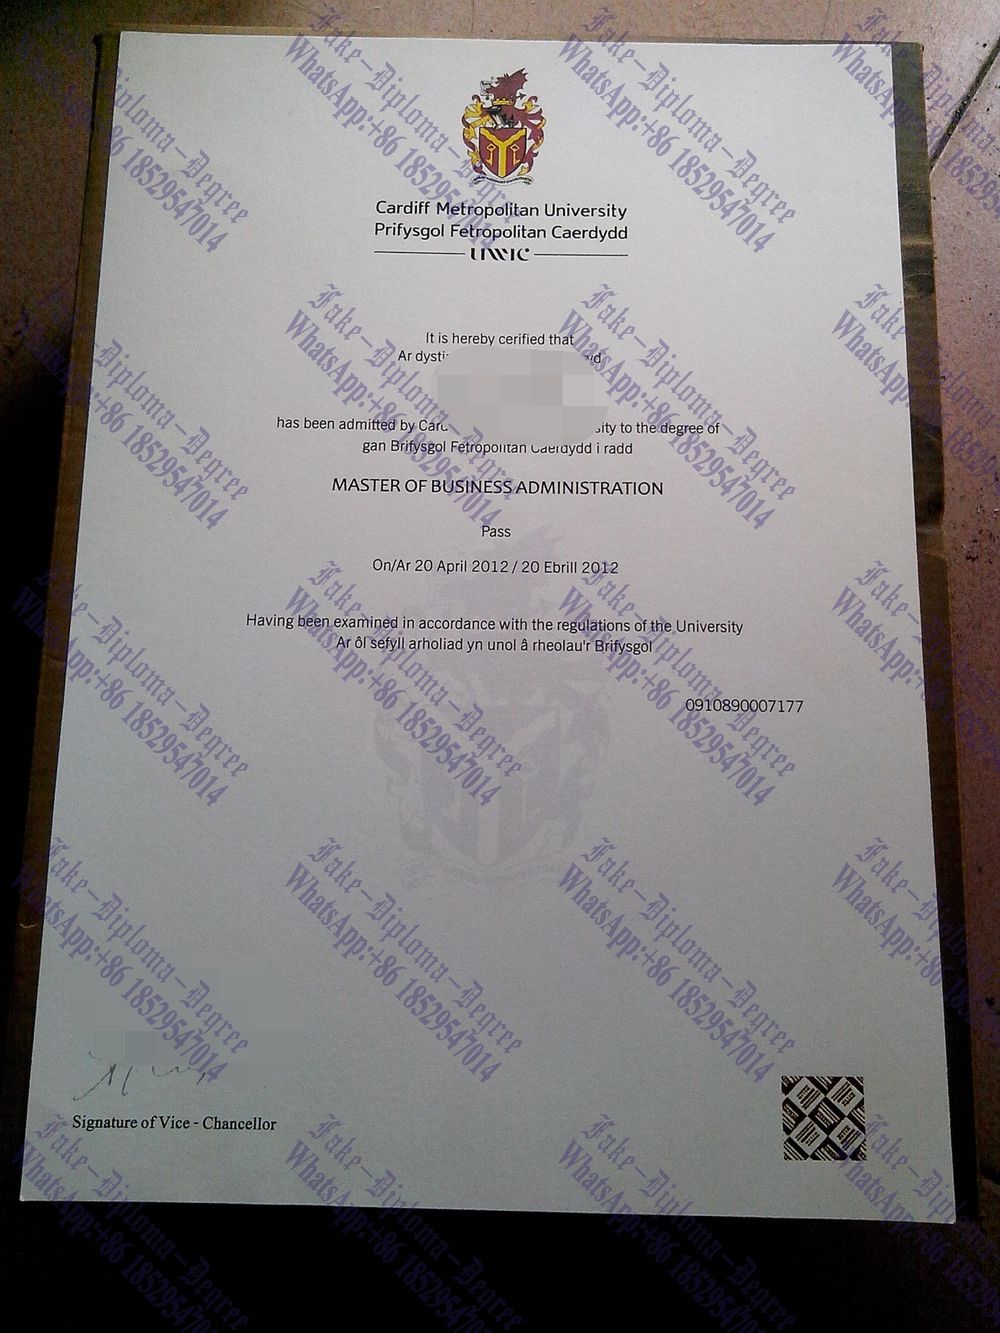 Cardiff Metropolitan University
Prifysgol Fetropolitan Caerdydd
UWIC
It is hereby cerified that
Ar
has been admitted by to the degree of
gan Brifysgol Fetropolitan Caerdydd i radd
MASTER OF BUSINESS ADMINISTRATION
Pass
On/Ar 20 April 2012 / 20 Ebrill 2012
Having been examined in accordance with the regulations of the University
Ar ôl sefyll arholiad yn unol â rheolau'r Brifysgol
0910890007177
Signature of Vice - Chancellor
Fake-Diploma-Degree
WhatsApp:+86 18529547014